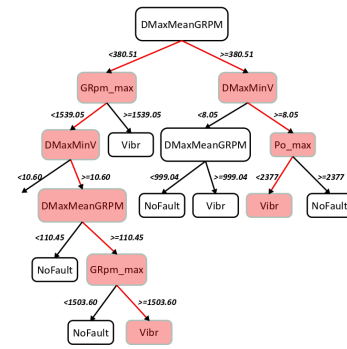 DMaxMeanGRPM
<380.51 >=380.51
GRpm_max DMaxMinV
<1539.05 >=1539.05 <8.05 >=8.05
DMaxMinV Vibr DMaxMeanGRPM Po_max
<10.60 >=10.60 <999.04 >=999.04 <2377 >=2377
DMaxMeanGRPM NoFault Vibr Vibr NoFault
<110.45 >=110.45
NoFault GRpm_max
<1503.60 >=1503.60
NoFault Vibr